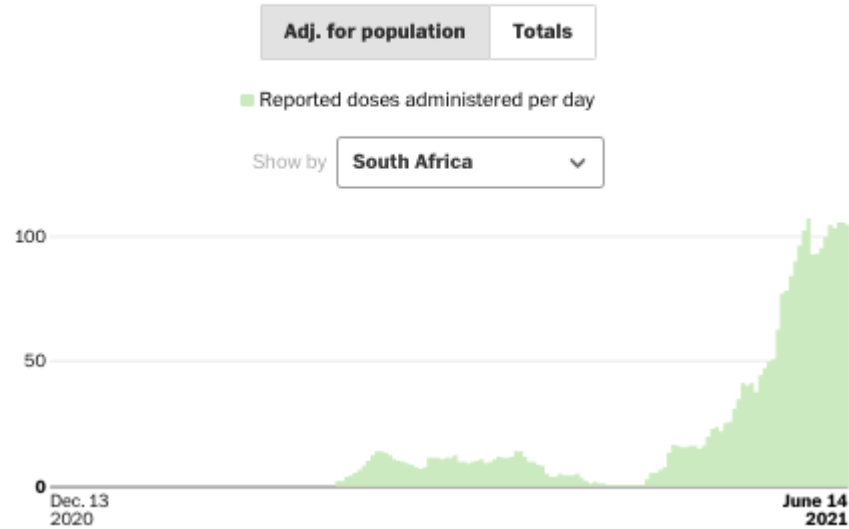 Adj. for population Totals
Reported doses administered per day
Show by South Africa
100
50
0
Dec. 13 June 14
2020 2021